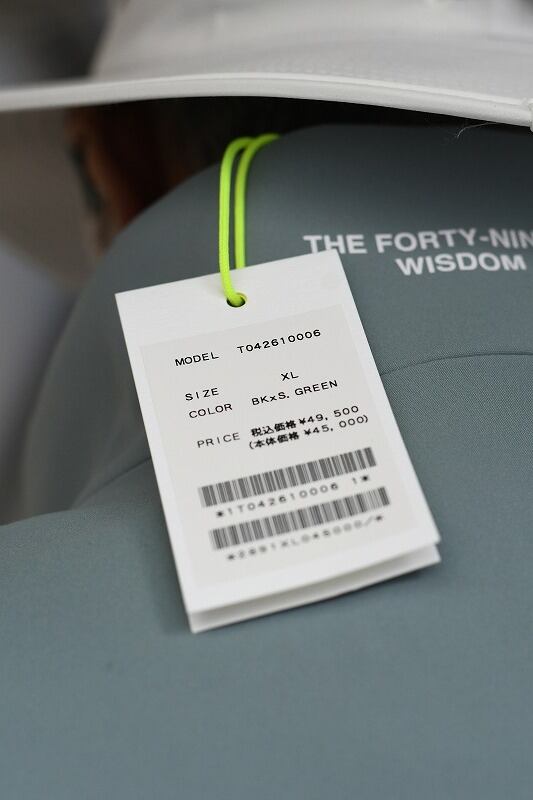 THE FORTY-NIN
WISDOM
MODEL T042610006
SIZE XL
COLOR BKxS, GREEN
PRICE 税込価格 ¥49, 500
(本体価格 ¥45, 000)
*1T042610006 1*
*2891XL045000/*